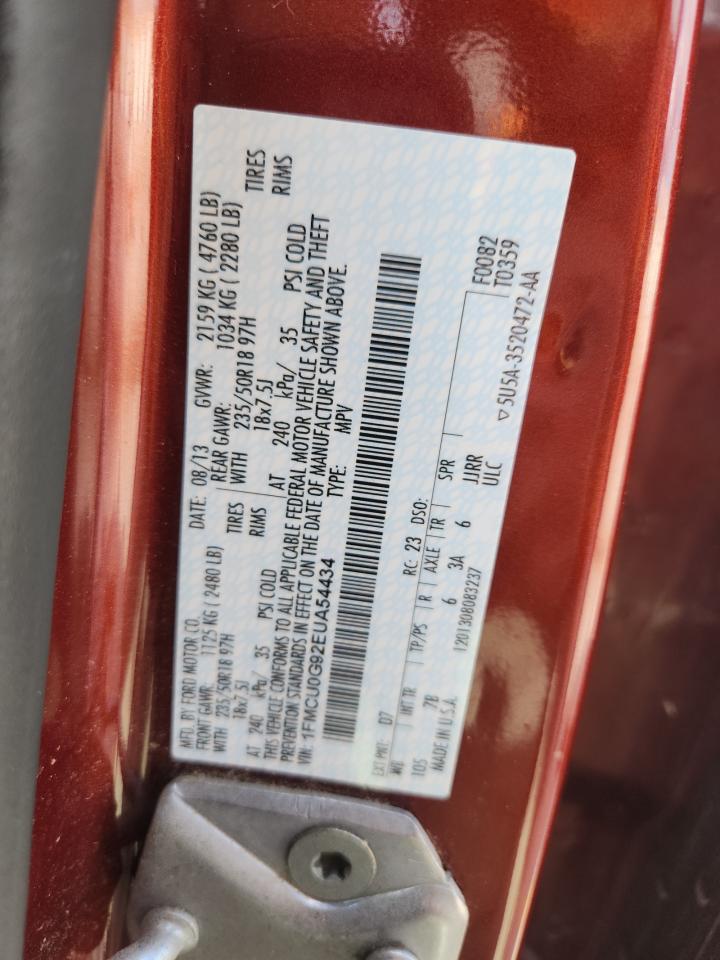 MFD. BY FORD MOTOR CO. DATE: 08/13 GVWR: 2159 KG ( 4760 LB)
FRONT GAWR: 1125 KG ( 2480 LB) REAR GAWR: 1034 KG ( 2280 LB)
WITH 235/50R18 97H TIRES WITH 235/50R18 97H TIRES
18x7.5J RIMS 18x7.5J RIMS
AT 240 kPa/ 35 PSI COLD AT 240 kPa/ 35 PSI COLD
THIS VEHICLE CONFORMS TO ALL APPLICABLE FEDERAL MOTOR VEHICLE SAFETY AND THEFT
PREVENTION STANDARDS IN EFFECT ON THE DATE OF MANUFACTURE SHOWN ABOVE.
VIN: 1FMCU0G92EUA54434 TYPE: MPV
EXT PNT: D7 RC: 23 DSO: F0082
WB INT TR TP/PS R AXLE TR SPR T0359
105 7B 6 3A 6 JJRR
MADE IN U.S.A. 1201308083237 ULC ▽5U5A-3520472-AA